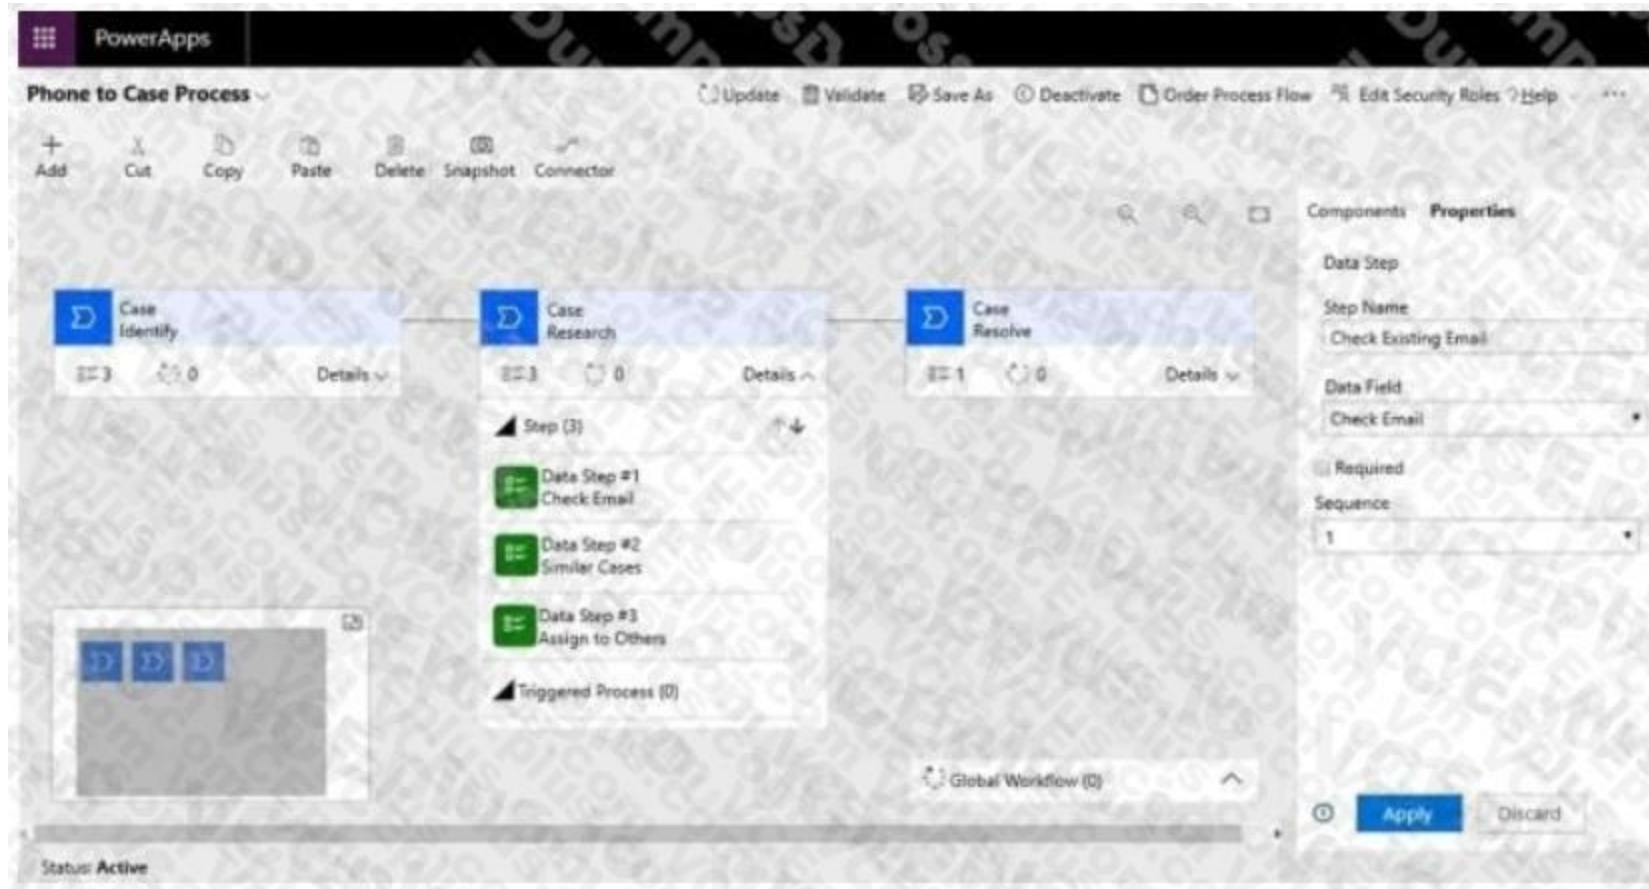 PowerApps
Phone to Case Process
Update Validate Save As Deactivate Order Process Flow Edit Security Roles ? Help ...
Add Cut Copy Paste Delete Snapshot Connector
Components Properties
Data Step
Step Name
Check Existing Email
Data Field
Check Email
Required
Sequence
1
Case
Identify
3 0 Details
Case
Research
3 0 Details
Step (3)
Data Step #1
Check Email
Data Step #2
Similar Cases
Data Step #3
Assign to Others
Triggered Process (0)
Case
Resolve
1 0 Details
Global Workflow (0)
Apply Discard
Status: Active